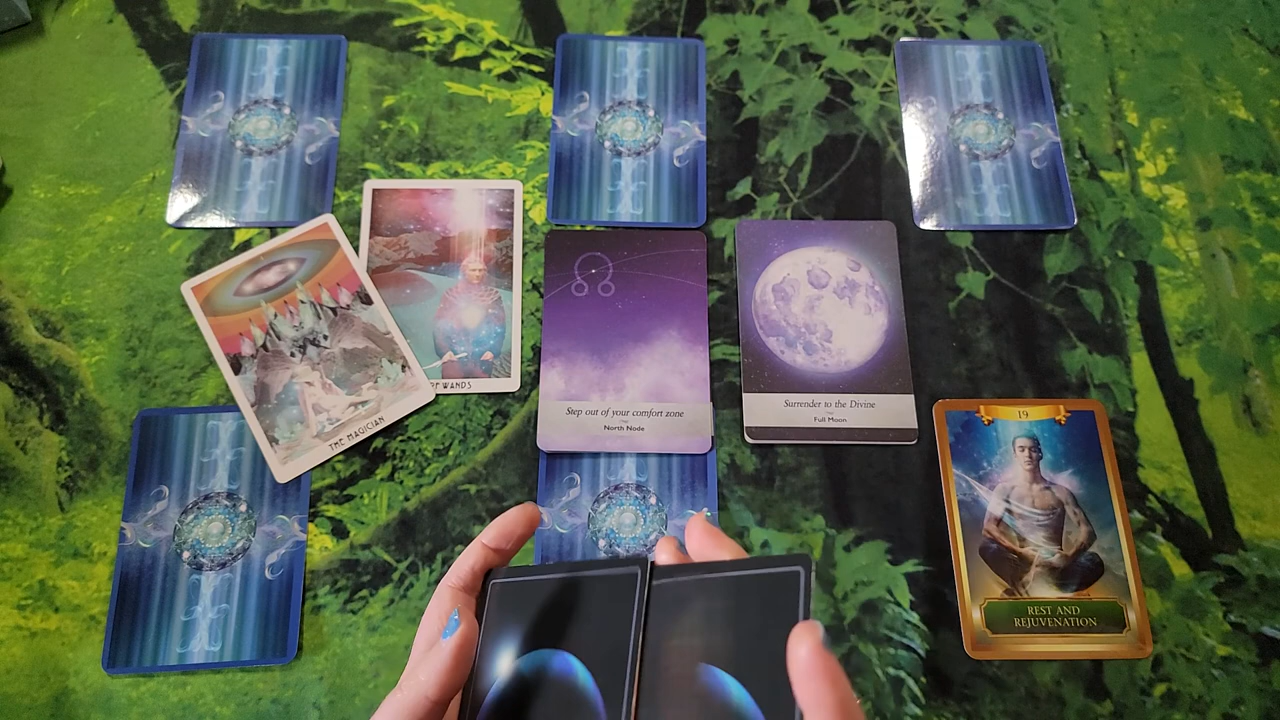 OF WANDS
THE MAGICIAN
Step out of your comfort zone
North Node
Surrender to the Divine
Full Moon
19
REST AND
REJUVENATION